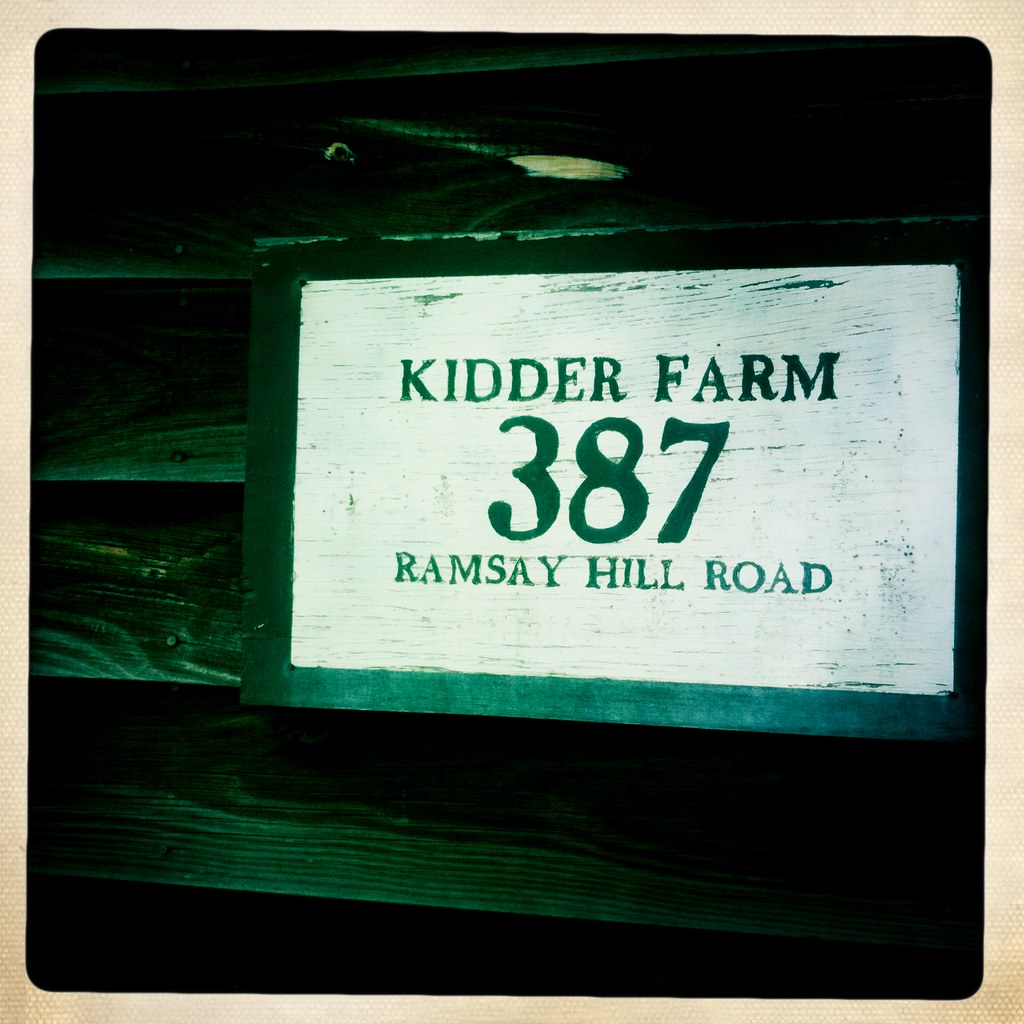 KIDDER FARM
387
RAMSAY HILL ROAD